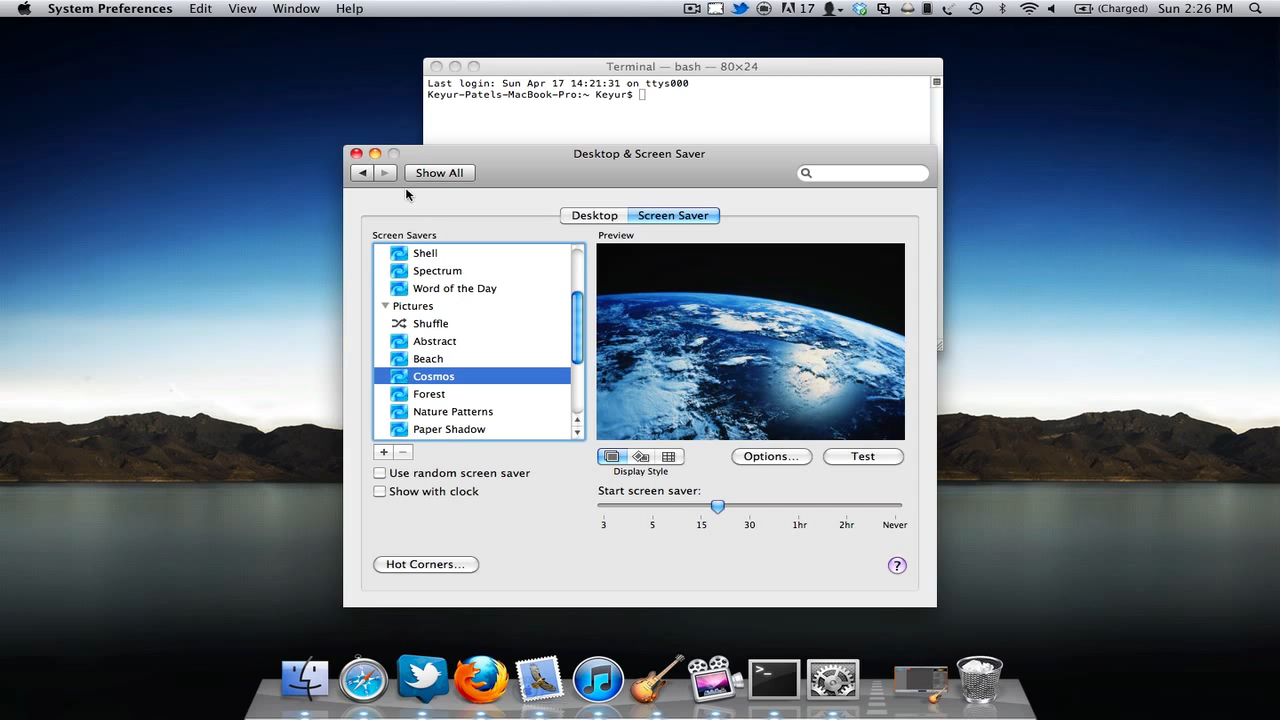 System Preferences Edit View Window Help 17 (Charged) Sun 2:26 PM
Terminal — bash — 80×24
Last login: Sun Apr 17 14:21:31 on ttys000
Keyur-Patels-MacBook-Pro:~ Keyur$
Desktop & Screen Saver
Show All
Desktop Screen Saver
Screen Savers
Preview
Shell
Spectrum
Word of the Day
Pictures
Shuffle
Abstract
Beach
Cosmos
Forest
Nature Patterns
Paper Shadow
+ −
Use random screen saver
Show with clock
Display Style
Options... Test
Start screen saver:
3 5 15 30 1hr 2hr Never
Hot Corners... ?
>_